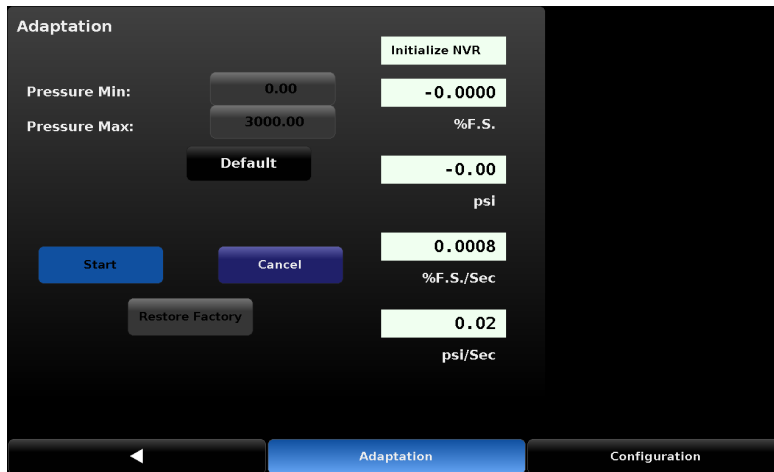 Adaptation
Initialize NVR
Pressure Min: 0.00
-0.0000
Pressure Max: 3000.00
%F.S.
Default
-0.00
psi
0.0008
Start Cancel
%F.S./Sec
Restore Factory
0.02
psi/Sec
Adaptation Configuration